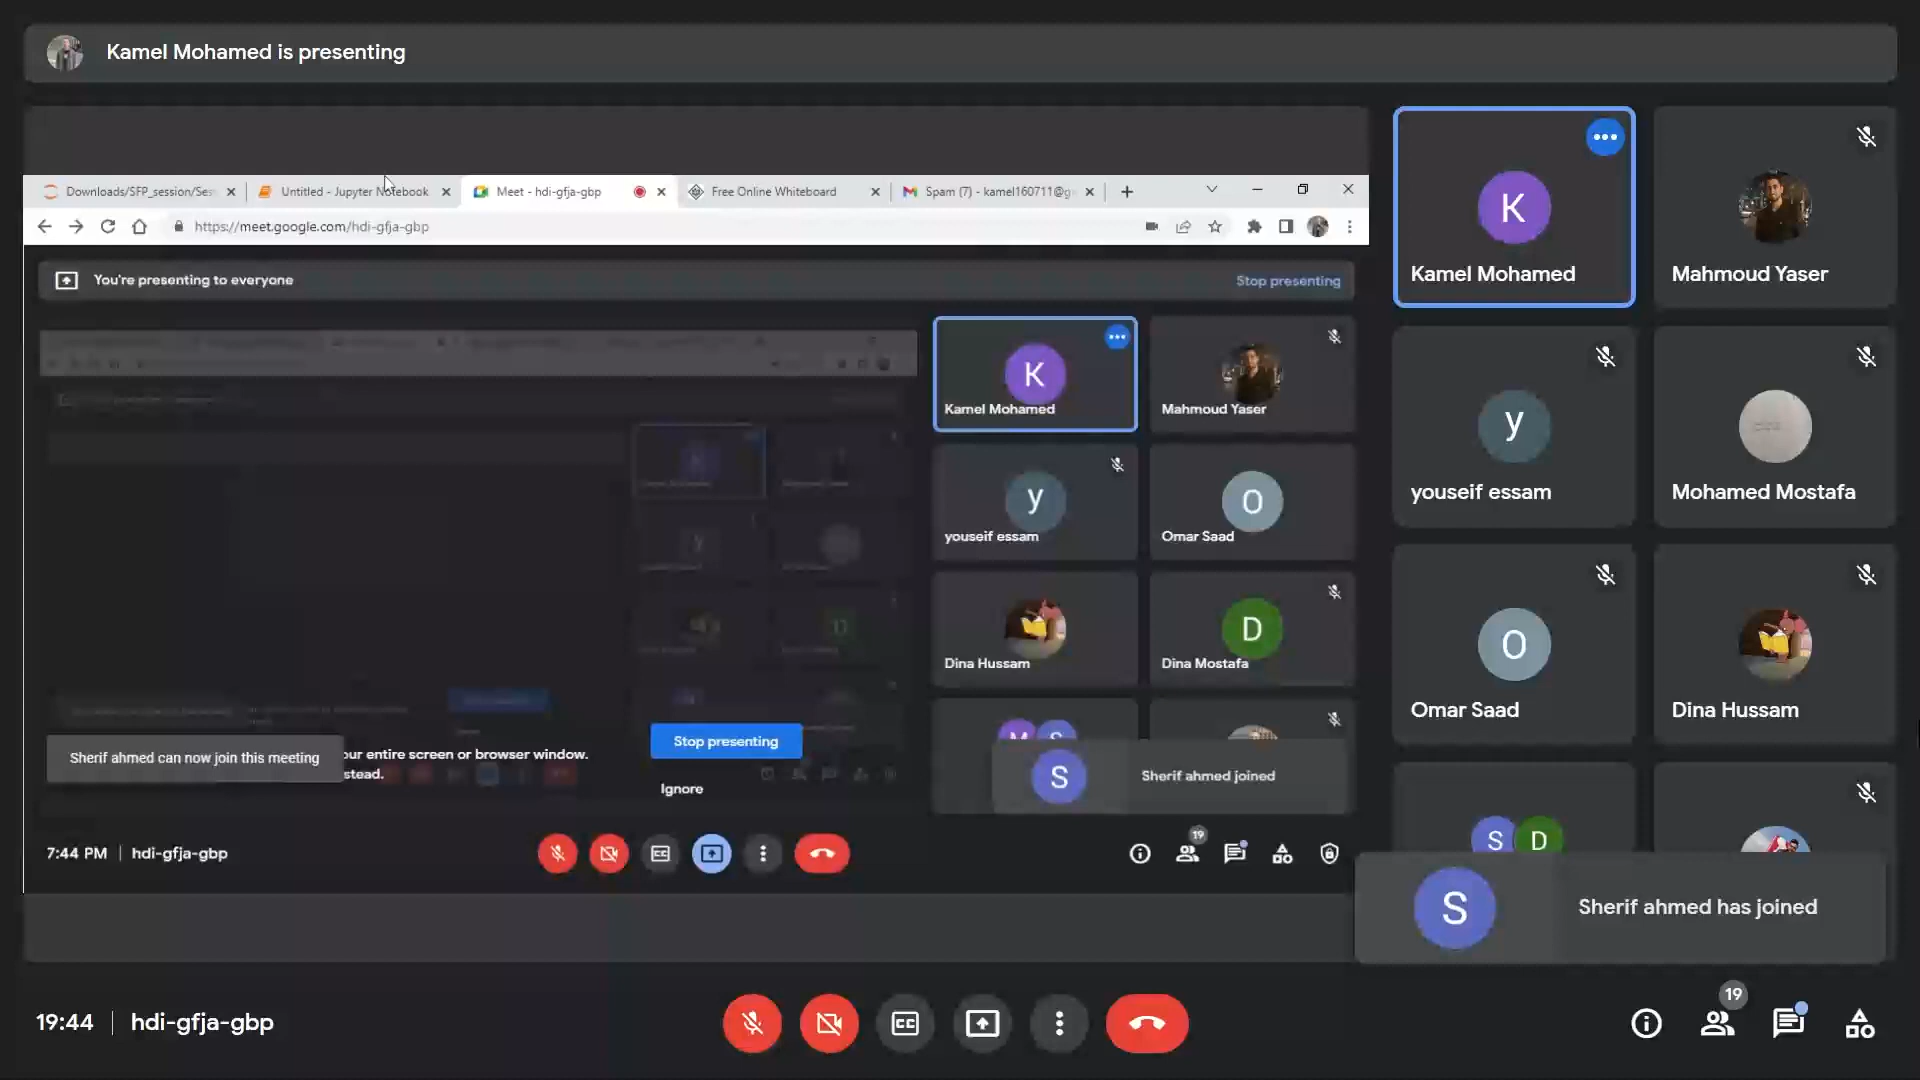 Kamel Mohamed is presenting
Downloads/SFP_session/Ses
Untitled - Jupyter Notebook
Meet - hdi-gfja-gbp
Free Online Whiteboard
Spam (7) - kamel160711@g
https://meet.google.com/hdi-gfja-gbp
You're presenting to everyone
Stop presenting
K
Kamel Mohamed
Mahmoud Yaser
y
youseif essam
O
Omar Saad
Dina Hussam
D
Dina Mostafa
M S
S
Sherif ahmed joined
Sherif ahmed can now join this meeting
our entire screen or browser window.
stead.
Stop presenting
Ignore
7:44 PM | hdi-gfja-gbp
CC
19
K
Kamel Mohamed
Mahmoud Yaser
y
youseif essam
Mohamed Mostafa
O
Omar Saad
Dina Hussam
S D
S
Sherif ahmed has joined
19:44 | hdi-gfja-gbp
CC
19